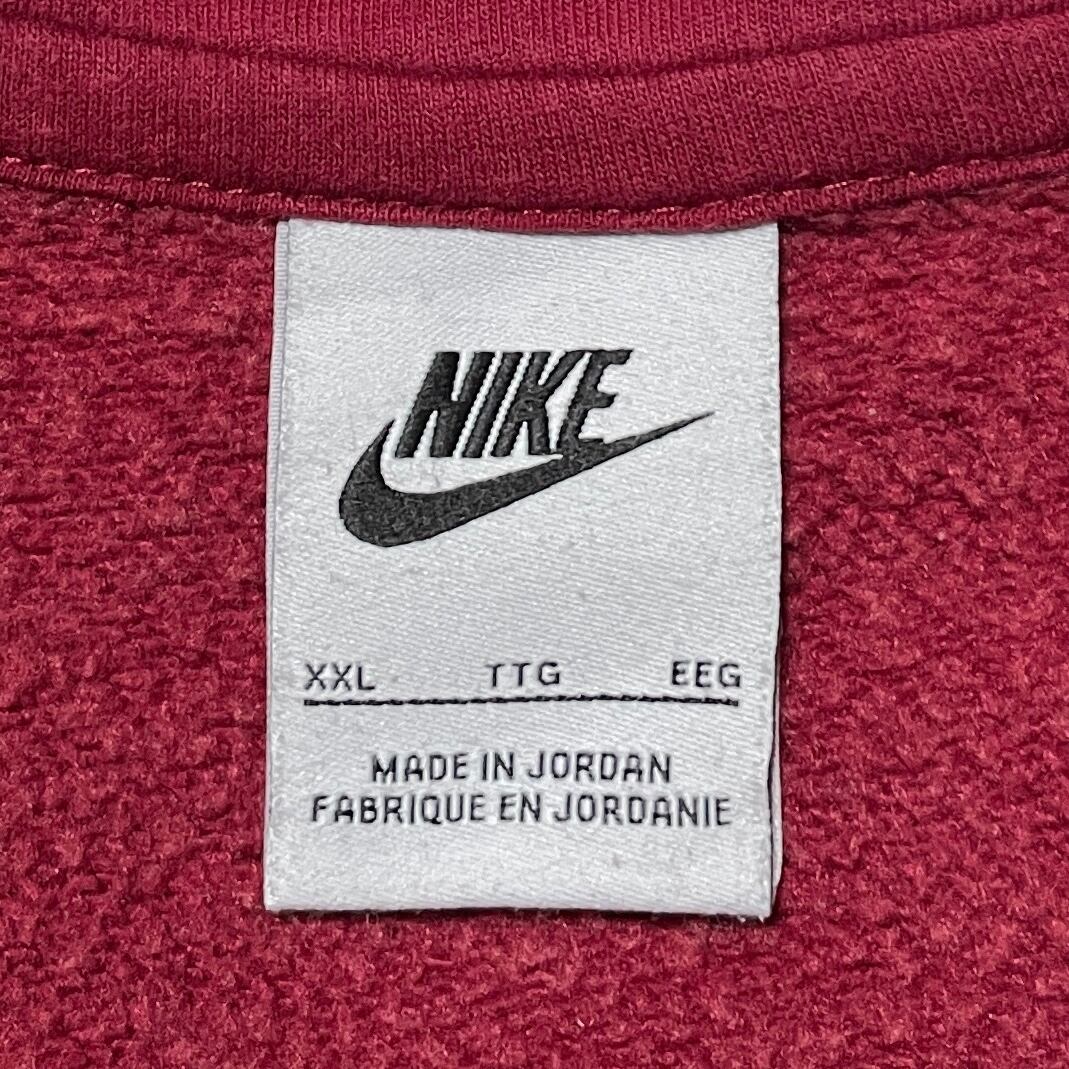 NIKE
XXL TTG EEG
MADE IN JORDAN
FABRIQUE EN JORDANIE